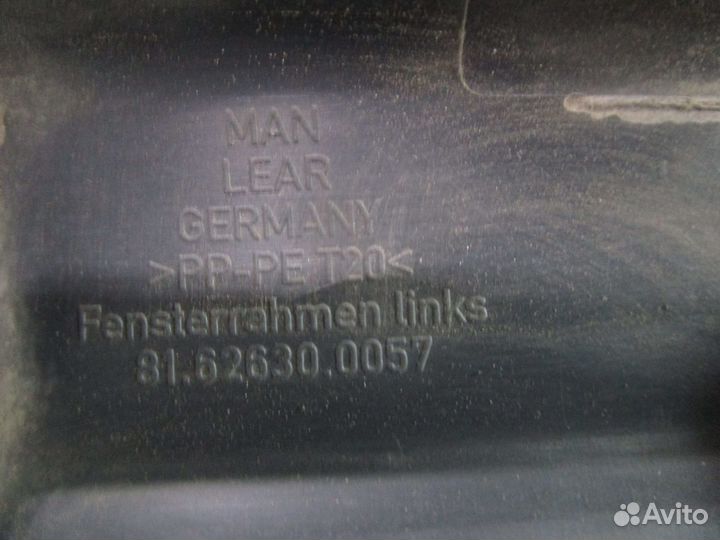 MAN
LEAR
GERMANY
>PP-PE T20<
Fensterrahmen links
81.62630.0057
Avito